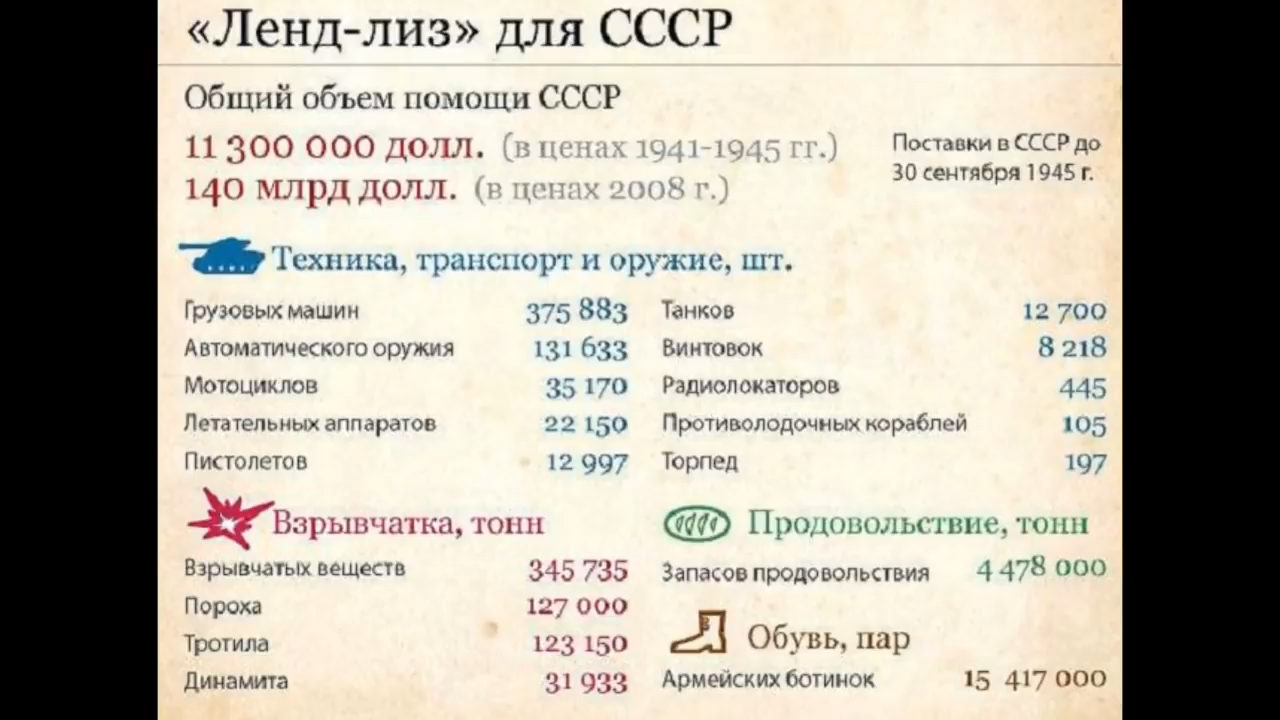 «Ленд-лиз» для СССР
Общий объем помощи СССР
11 300 000 долл. (в ценах 1941-1945 гг.)
140 млрд долл. (в ценах 2008 г.)
Поставки в СССР до
30 сентября 1945 г.
Техника, транспорт и оружие, шт.
Грузовых машин 375 883
Автоматического оружия 131 633
Мотоциклов 35 170
Летательных аппаратов 22 150
Пистолетов 12 997
Танков 12 700
Винтовок 8 218
Радиолокаторов 445
Противолодочных кораблей 105
Торпед 197
Взрывчатка, тонн
Взрывчатых веществ 345 735
Пороха 127 000
Тротила 123 150
Динамита 31 933
Продовольствие, тонн
Запасов продовольствия 4 478 000
Обувь, пар
Армейских ботинок 15 417 000